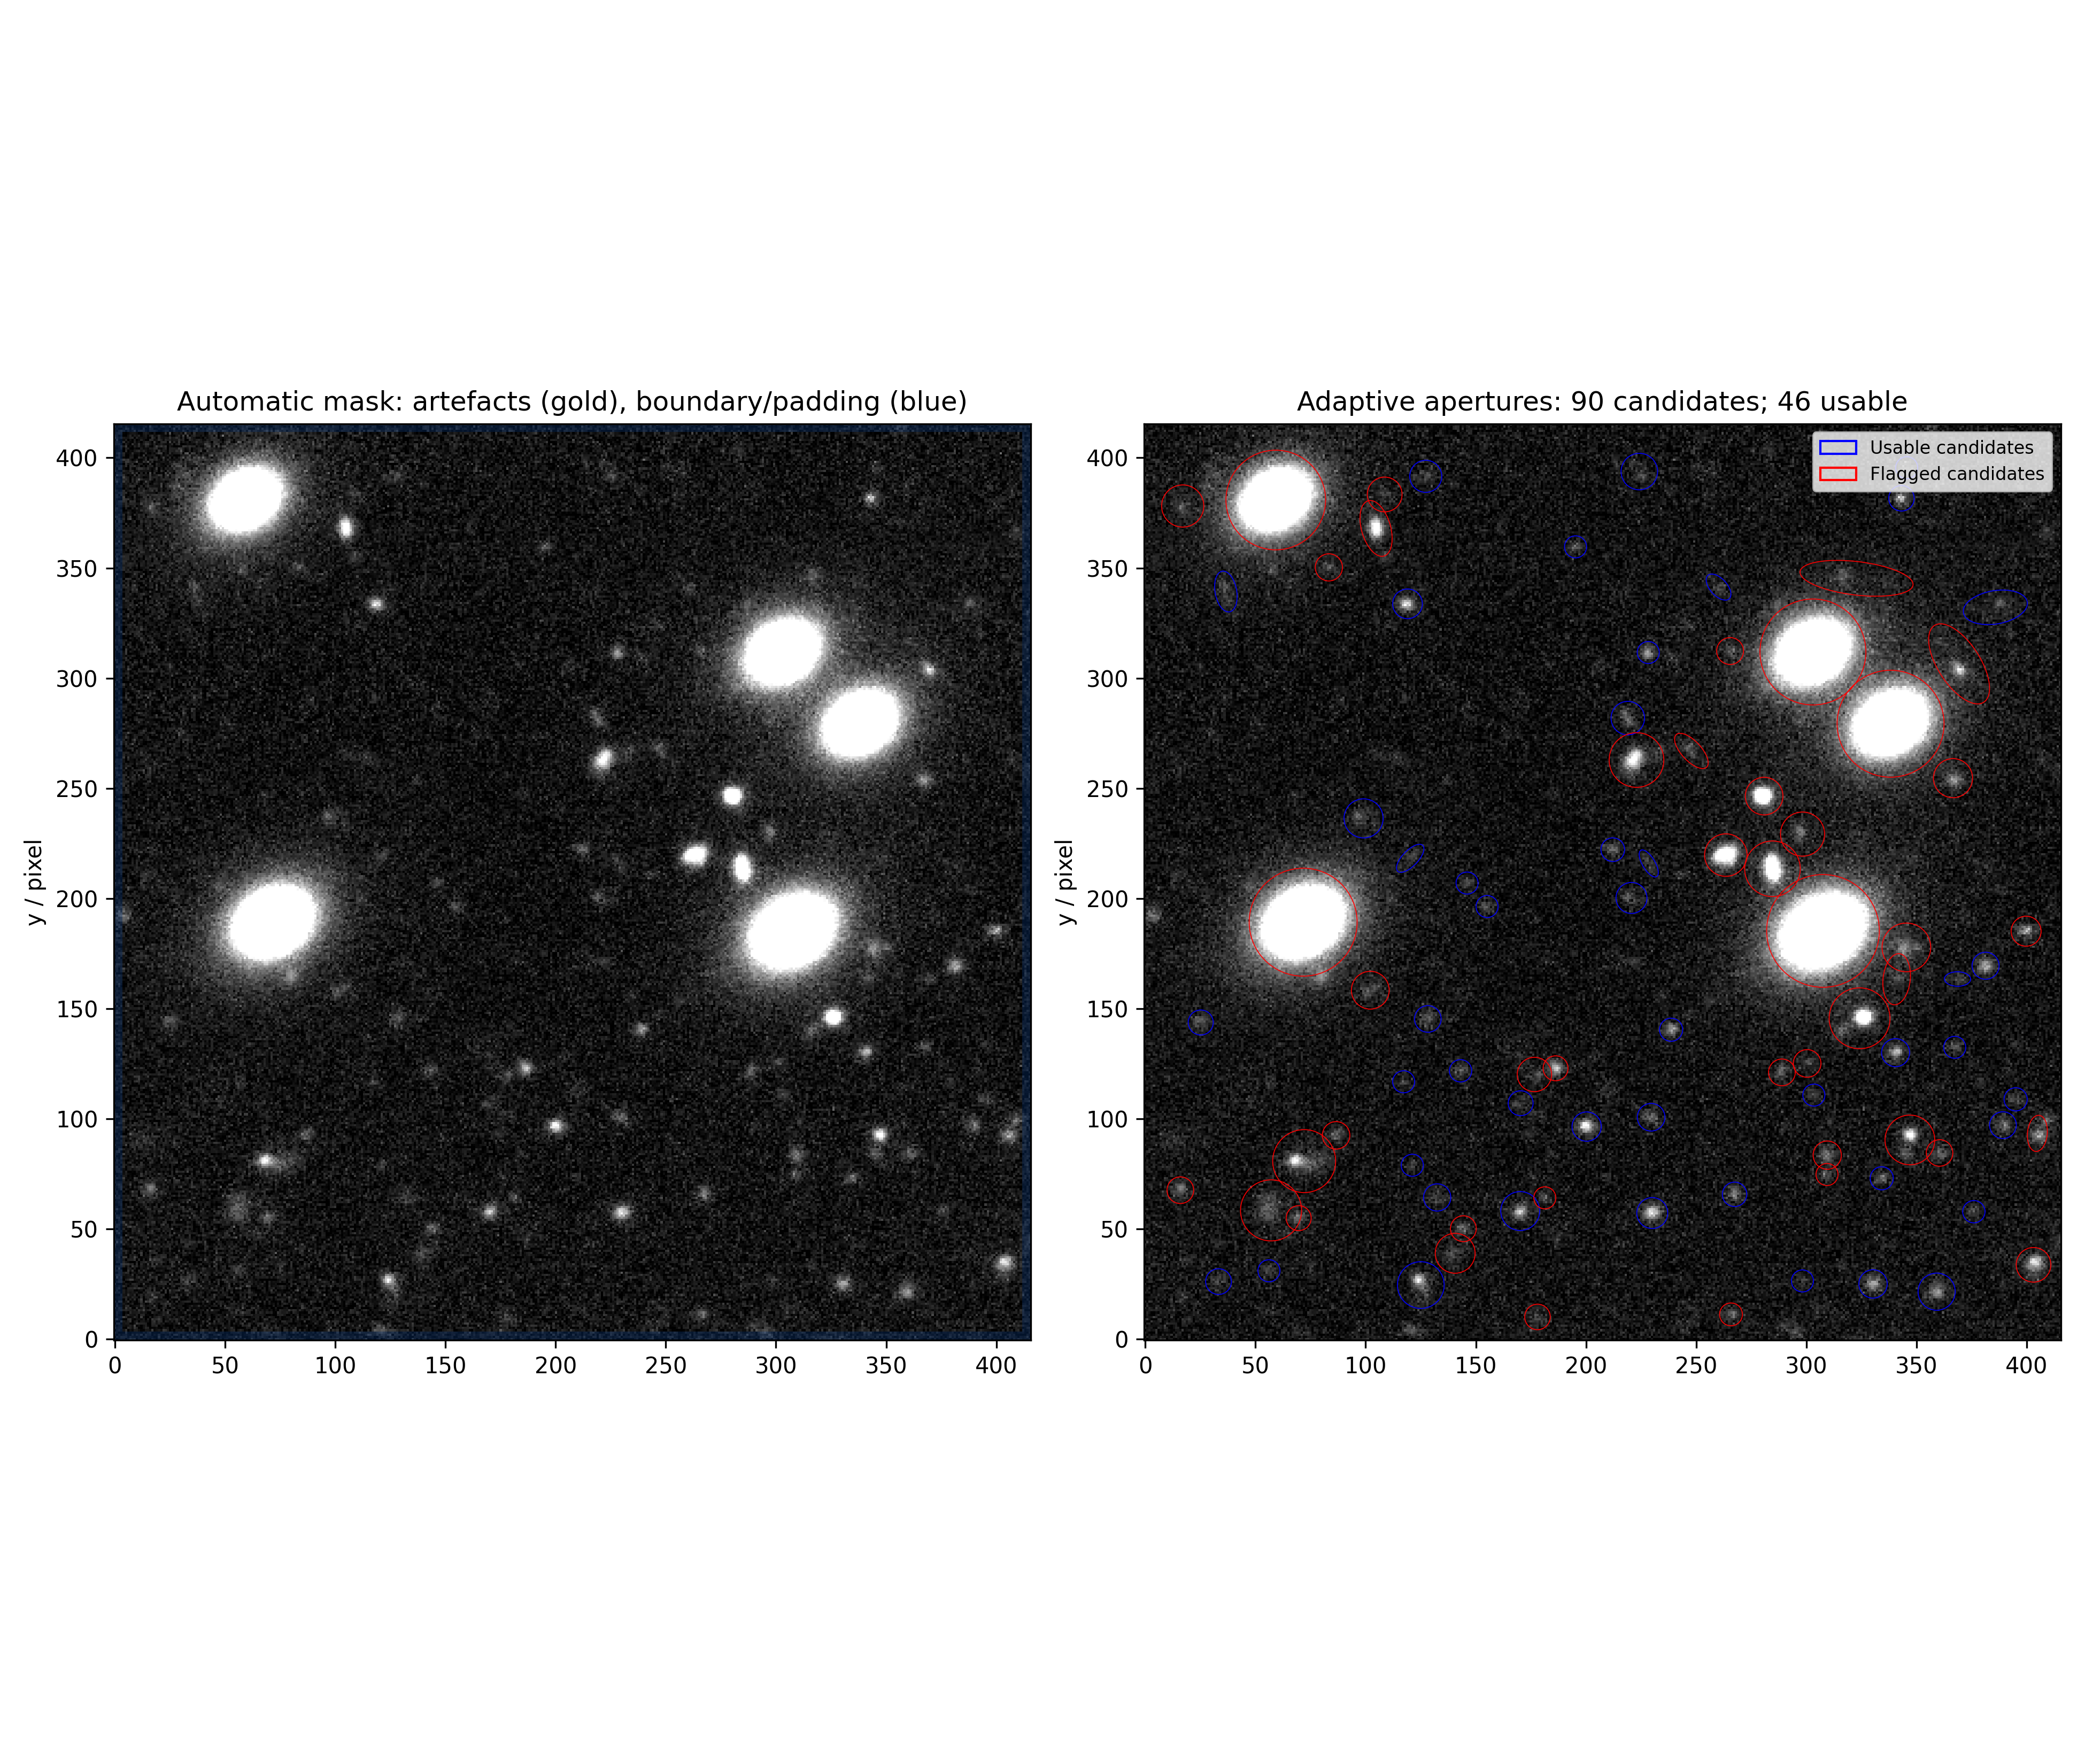 Automatic mask: artefacts (gold), boundary/padding (blue)
y / pixel
400
350
300
250
200
150
100
50
0
0 50 100 150 200 250 300 350 400
Adaptive apertures: 90 candidates; 46 usable
Usable candidates
Flagged candidates
y / pixel
400
350
300
250
200
150
100
50
0
0 50 100 150 200 250 300 350 400